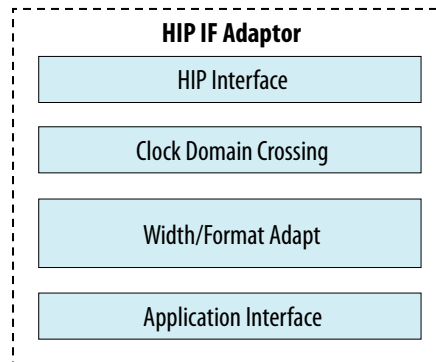 HIP IF Adaptor
HIP Interface
Clock Domain Crossing
Width/Format Adapt
Application Interface